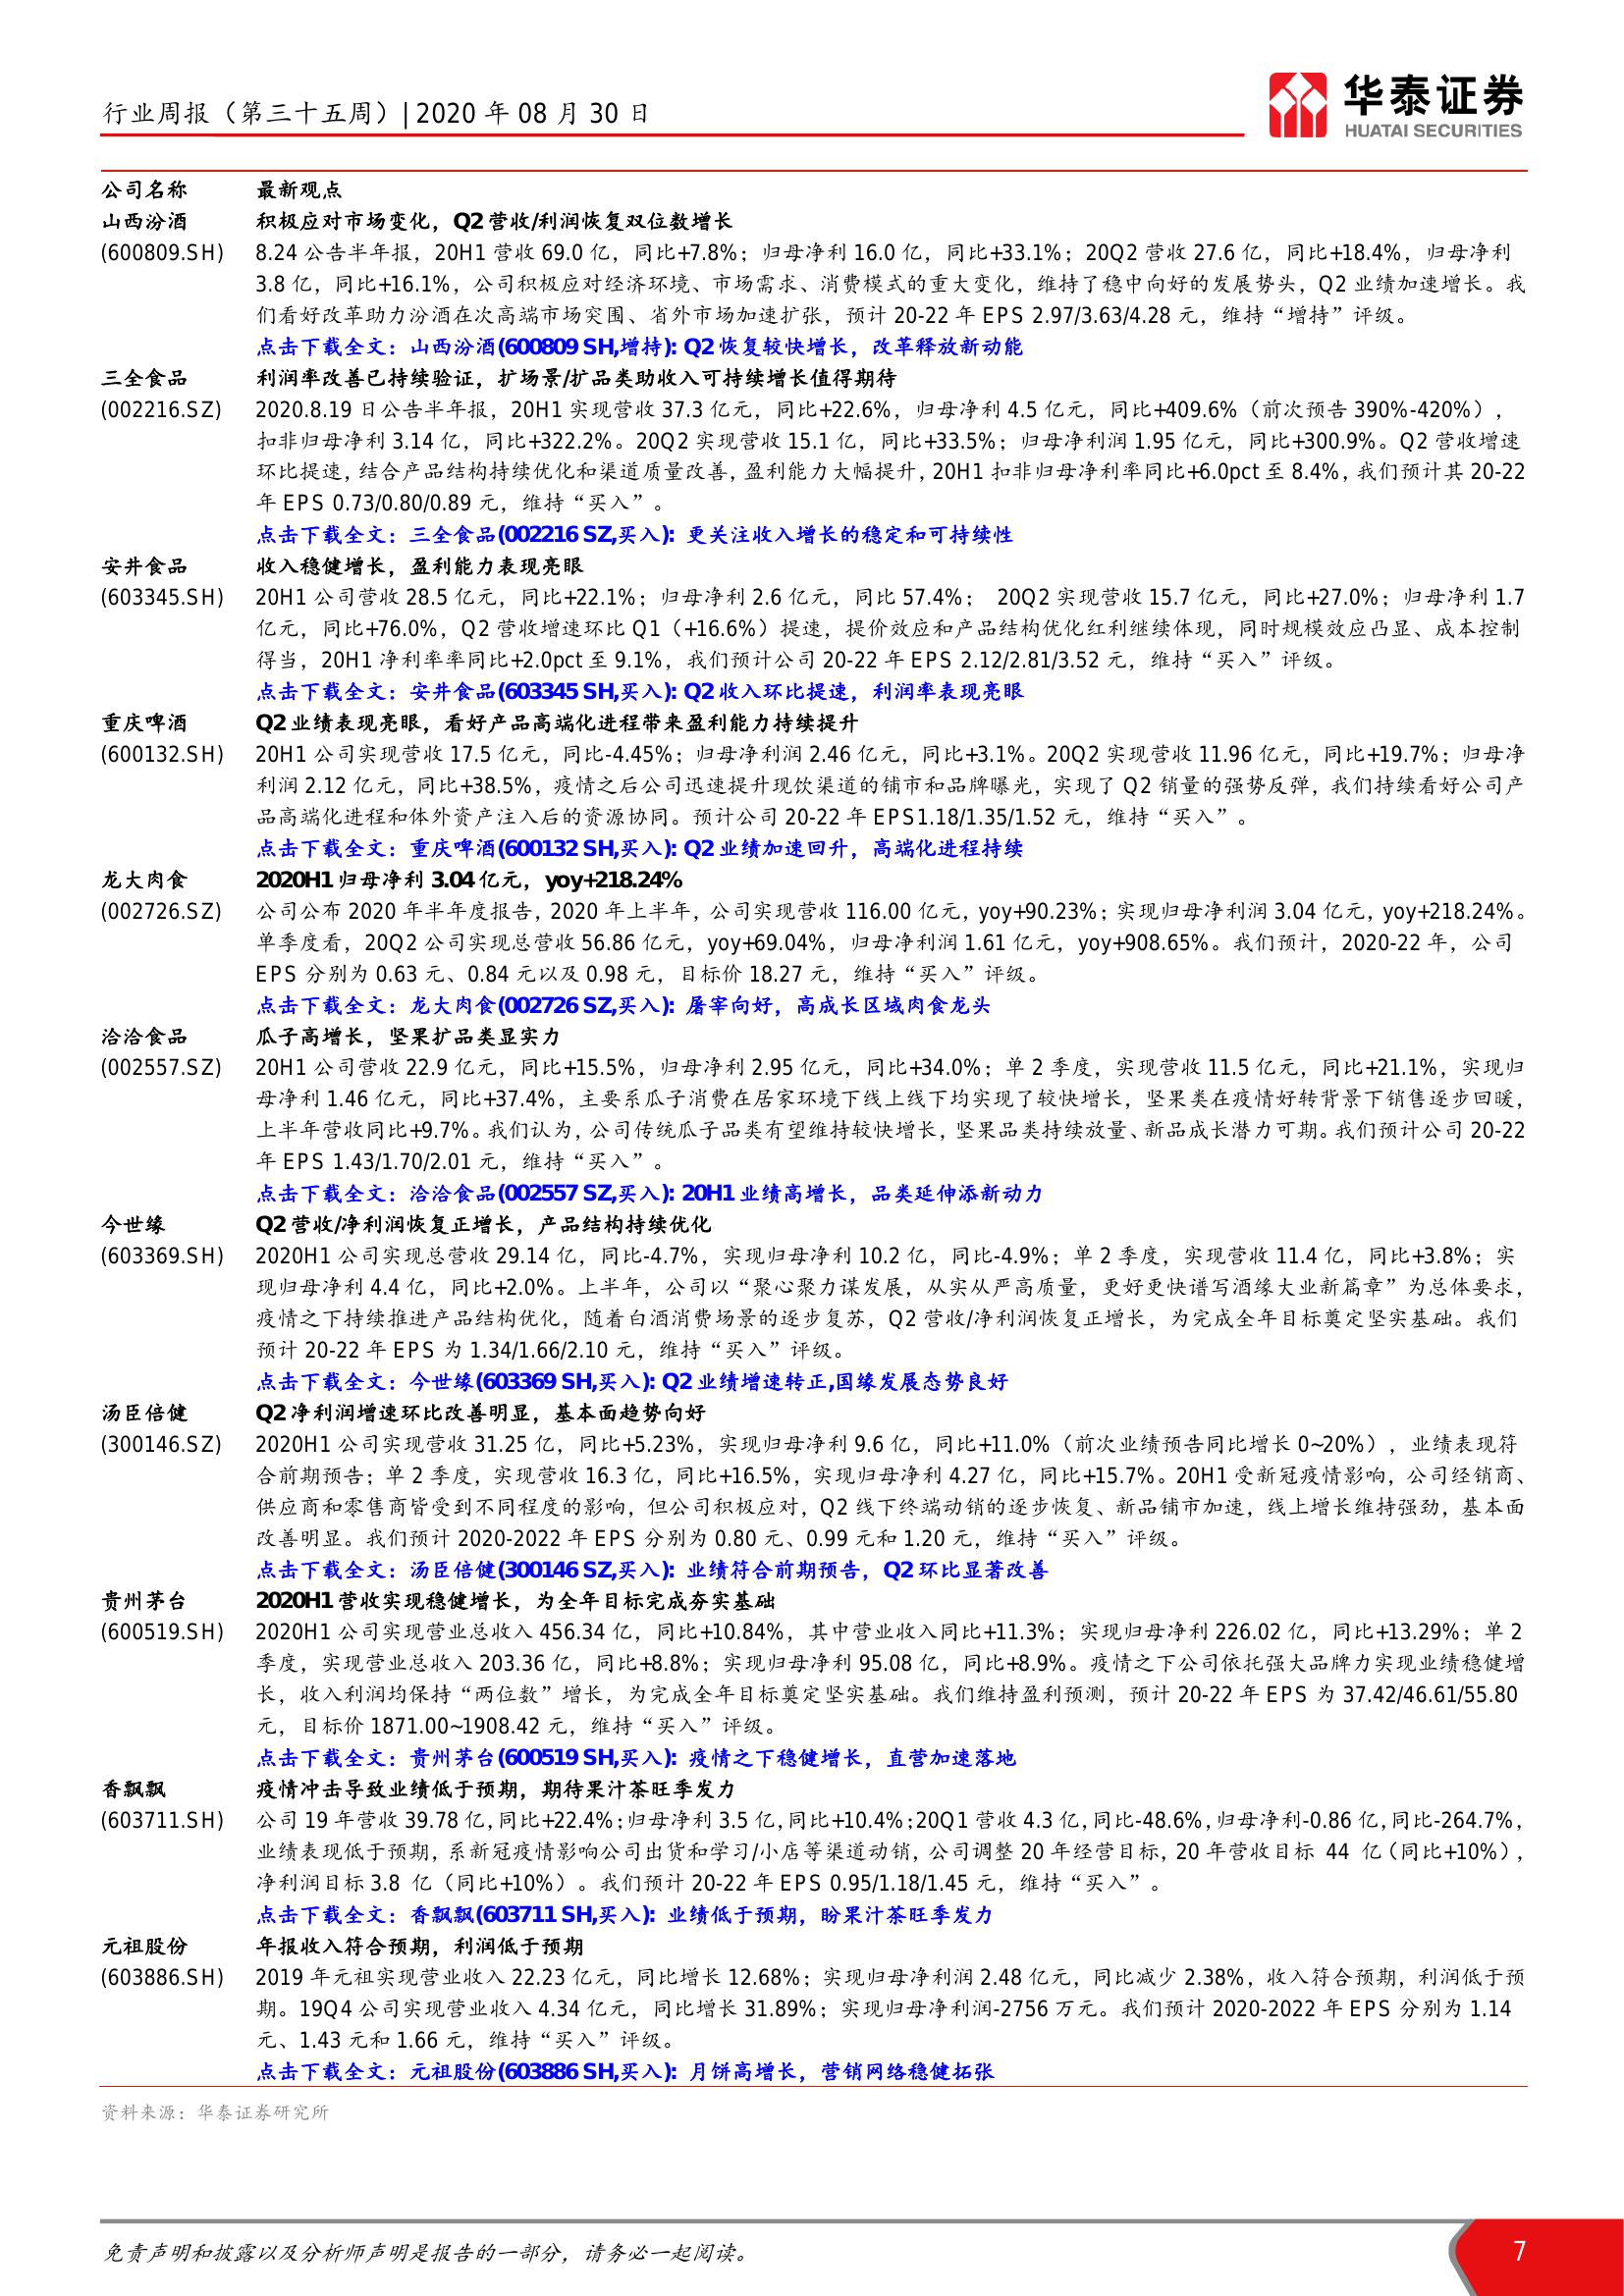 行业周报（第三十五周）| 2020 年 08 月 30 日
华泰证券
HUATAI SECURITIES
公司名称 最新观点
山西汾酒 积极应对市场变化，Q2 营收/利润恢复双位数增长
(600809.SH) 8.24 公告半年报，20H1 营收 69.0 亿，同比+7.8%；归母净利 16.0 亿，同比+33.1%；20Q2 营收 27.6 亿，同比+18.4%，归母净利
3.8 亿，同比+16.1%，公司积极应对经济环境、市场需求、消费模式的重大变化，维持了稳中向好的发展势头，Q2 业绩加速增长。我
们看好改革助力汾酒在次高端市场突围、省外市场加速扩张，预计 20-22 年 EPS 2.97/3.63/4.28 元，维持“增持”评级。
点击下载全文：山西汾酒(600809 SH,增持): Q2 恢复较快增长，改革释放新动能
三全食品 利润率改善已持续验证，扩场景/扩品类助收入可持续增长值得期待
(002216.SZ) 2020.8.19 日公告半年报，20H1 实现营收 37.3 亿元，同比+22.6%，归母净利 4.5 亿元，同比+409.6%（前次预告 390%-420%），
扣非归母净利 3.14 亿，同比+322.2%。20Q2 实现营收 15.1 亿，同比+33.5%；归母净利润 1.95 亿元，同比+300.9%。Q2 营收增速
环比提速，结合产品结构持续优化和渠道质量改善，盈利能力大幅提升，20H1 扣非归母净利率同比+6.0pct 至 8.4%，我们预计其 20-22
年 EPS 0.73/0.80/0.89 元，维持“买入”。
点击下载全文：三全食品(002216 SZ,买入): 更关注收入增长的稳定和可持续性
安井食品 收入稳健增长，盈利能力表现亮眼
(603345.SH) 20H1 公司营收 28.5 亿元，同比+22.1%；归母净利 2.6 亿元，同比 57.4%； 20Q2 实现营收 15.7 亿元，同比+27.0%；归母净利 1.7
亿元，同比+76.0%，Q2 营收增速环比 Q1（+16.6%）提速，提价效应和产品结构优化红利继续体现，同时规模效应凸显、成本控制
得当，20H1 净利率率同比+2.0pct 至 9.1%，我们预计公司 20-22 年 EPS 2.12/2.81/3.52 元，维持“买入”评级。
点击下载全文：安井食品(603345 SH,买入): Q2 收入环比提速，利润率表现亮眼
重庆啤酒 Q2 业绩表现亮眼，看好产品高端化进程带来盈利能力持续提升
(600132.SH) 20H1 公司实现营收 17.5 亿元，同比-4.45%；归母净利润 2.46 亿元，同比+3.1%。20Q2 实现营收 11.96 亿元，同比+19.7%；归母净
利润 2.12 亿元，同比+38.5%，疫情之后公司迅速提升现饮渠道的铺市和品牌曝光，实现了 Q2 销量的强势反弹，我们持续看好公司产
品高端化进程和体外资产注入后的资源协同。预计公司 20-22 年 EPS1.18/1.35/1.52 元，维持“买入”。
点击下载全文：重庆啤酒(600132 SH,买入): Q2 业绩加速回升，高端化进程持续
龙大肉食 2020H1 归母净利 3.04 亿元，yoy+218.24%
(002726.SZ) 公司公布 2020 年半年度报告，2020 年上半年，公司实现营收 116.00 亿元，yoy+90.23%；实现归母净利润 3.04 亿元，yoy+218.24%。
单季度看，20Q2 公司实现总营收 56.86 亿元，yoy+69.04%，归母净利润 1.61 亿元，yoy+908.65%。我们预计，2020-22 年，公司
EPS 分别为 0.63 元、0.84 元以及 0.98 元，目标价 18.27 元，维持“买入”评级。
点击下载全文：龙大肉食(002726 SZ,买入): 屠宰向好，高成长区域肉食龙头
洽洽食品 瓜子高增长，坚果扩品类显实力
(002557.SZ) 20H1 公司营收 22.9 亿元，同比+15.5%，归母净利 2.95 亿元，同比+34.0%；单 2 季度，实现营收 11.5 亿元，同比+21.1%，实现归
母净利 1.46 亿元，同比+37.4%，主要系瓜子消费在居家环境下线上线下均实现了较快增长，坚果类在疫情好转背景下销售逐步回暖，
上半年营收同比+9.7%。我们认为，公司传统瓜子品类有望维持较快增长，坚果品类持续放量、新品成长潜力可期。我们预计公司 20-22
年 EPS 1.43/1.70/2.01 元，维持“买入”。
点击下载全文：洽洽食品(002557 SZ,买入): 20H1 业绩高增长，品类延伸添新动力
今世缘 Q2 营收/净利润恢复正增长，产品结构持续优化
(603369.SH) 2020H1 公司实现总营收 29.14 亿，同比-4.7%，实现归母净利 10.2 亿，同比-4.9%；单 2 季度，实现营收 11.4 亿，同比+3.8%；实
现归母净利 4.4 亿，同比+2.0%。上半年，公司以“聚心聚力谋发展，从实从严高质量，更好更快谱写酒缘大业新篇章”为总体要求，
疫情之下持续推进产品结构优化，随着白酒消费场景的逐步复苏，Q2 营收/净利润恢复正增长，为完成全年目标奠定坚实基础。我们
预计 20-22 年 EPS 为 1.34/1.66/2.10 元，维持“买入”评级。
点击下载全文：今世缘(603369 SH,买入): Q2 业绩增速转正,国缘发展态势良好
汤臣倍健 Q2 净利润增速环比改善明显，基本面趋势向好
(300146.SZ) 2020H1 公司实现营收 31.25 亿，同比+5.23%，实现归母净利 9.6 亿，同比+11.0%（前次业绩预告同比增长 0~20%），业绩表现符
合前期预告；单 2 季度，实现营收 16.3 亿，同比+16.5%，实现归母净利 4.27 亿，同比+15.7%。20H1 受新冠疫情影响，公司经销商、
供应商和零售商皆受到不同程度的影响，但公司积极应对，Q2 线下终端动销的逐步恢复、新品铺市加速，线上增长维持强劲，基本面
改善明显。我们预计 2020-2022 年 EPS 分别为 0.80 元、0.99 元和 1.20 元，维持“买入”评级。
点击下载全文：汤臣倍健(300146 SZ,买入): 业绩符合前期预告，Q2 环比显著改善
贵州茅台 2020H1 营收实现稳健增长，为全年目标完成夯实基础
(600519.SH) 2020H1 公司实现营业总收入 456.34 亿，同比+10.84%，其中营业收入同比+11.3%；实现归母净利 226.02 亿，同比+13.29%；单 2
季度，实现营业总收入 203.36 亿，同比+8.8%；实现归母净利 95.08 亿，同比+8.9%。疫情之下公司依托强大品牌力实现业绩稳健增
长，收入利润均保持“两位数”增长，为完成全年目标奠定坚实基础。我们维持盈利预测，预计 20-22 年 EPS 为 37.42/46.61/55.80
元，目标价 1871.00~1908.42 元，维持“买入”评级。
点击下载全文：贵州茅台(600519 SH,买入): 疫情之下稳健增长，直营加速落地
香飘飘 疫情冲击导致业绩低于预期，期待果汁茶旺季发力
(603711.SH) 公司 19 年营收 39.78 亿，同比+22.4%；归母净利 3.5 亿，同比+10.4%；20Q1 营收 4.3 亿，同比-48.6%，归母净利-0.86 亿，同比-264.7%，
业绩表现低于预期，系新冠疫情影响公司出货和学习/小店等渠道动销，公司调整 20 年经营目标，20 年营收目标 44 亿（同比+10%），
净利润目标 3.8 亿（同比+10%）。我们预计 20-22 年 EPS 0.95/1.18/1.45 元，维持“买入”。
点击下载全文：香飘飘(603711 SH,买入): 业绩低于预期，盼果汁茶旺季发力
元祖股份 年报收入符合预期，利润低于预期
(603886.SH) 2019 年元祖实现营业收入 22.23 亿元，同比增长 12.68%；实现归母净利润 2.48 亿元，同比减少 2.38%，收入符合预期，利润低于预
期。19Q4 公司实现营业收入 4.34 亿元，同比增长 31.89%；实现归母净利润-2756 万元。我们预计 2020-2022 年 EPS 分别为 1.14
元、1.43 元和 1.66 元，维持“买入”评级。
点击下载全文：元祖股份(603886 SH,买入): 月饼高增长，营销网络稳健拓张
资料来源：华泰证券研究所
免责声明和披露以及分析师声明是报告的一部分，请务必一起阅读。
7